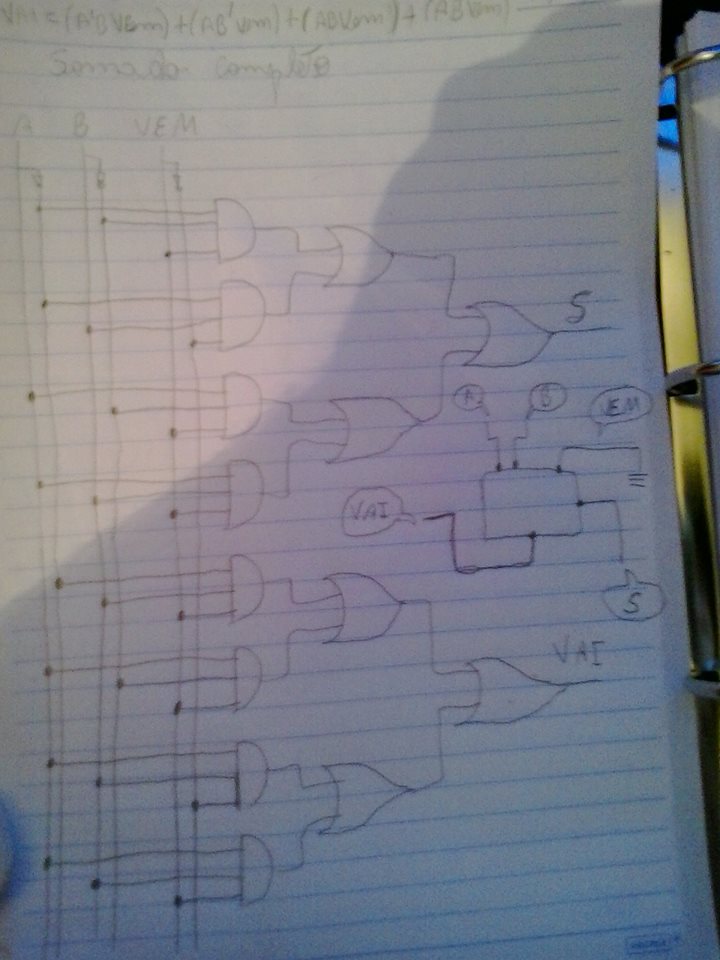 VAI = (A'BVem) + (AB'Vem) + (ABVem') + (ABVem)
Somador completo
A B VEM
S
A B VEM
VAI
S
VAI